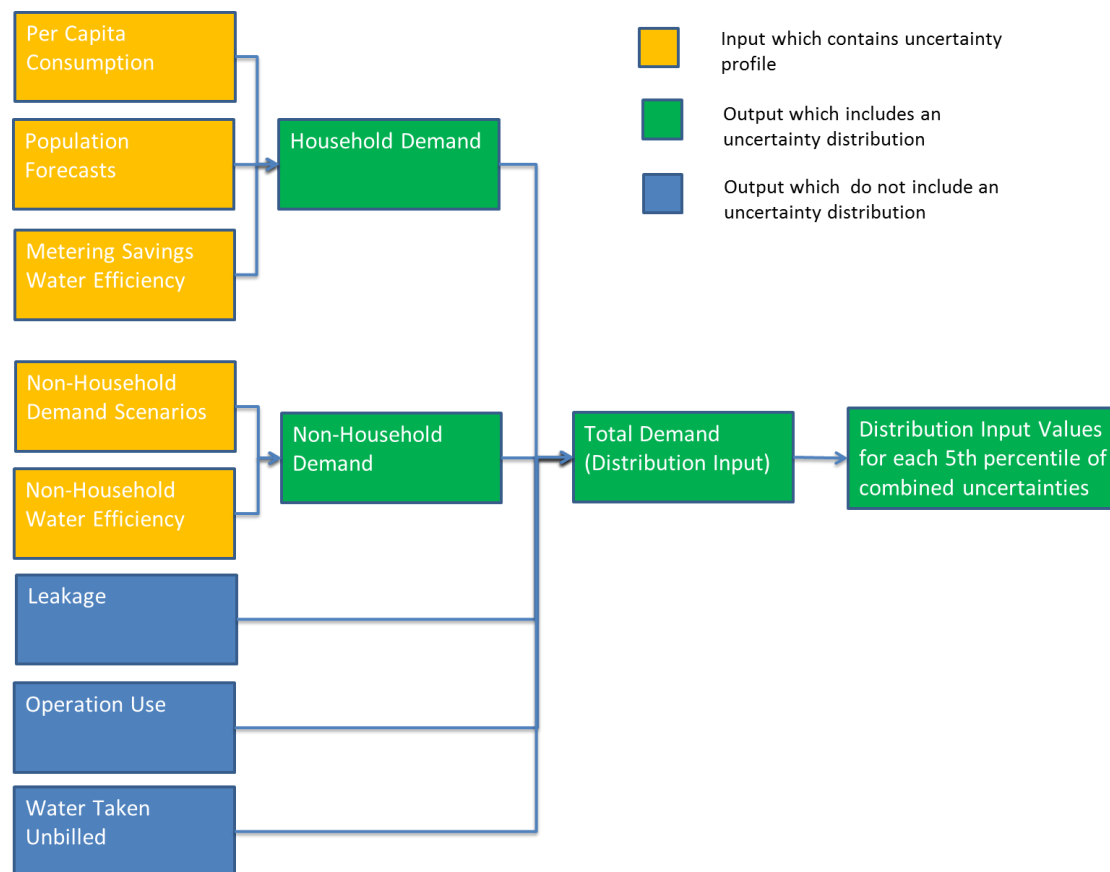 Per Capita
Consumption
Population
Forecasts
Metering Savings
Water Efficiency
Household Demand
Non-Household
Demand Scenarios
Non-Household
Water Efficiency
Non-Household
Demand
Leakage
Operation Use
Water Taken
Unbilled
Total Demand
(Distribution Input)
Distribution Input Values
for each 5th percentile of
combined uncertainties
Input which contains uncertainty
profile
Output which includes an
uncertainty distribution
Output which do not include an
uncertainty distribution